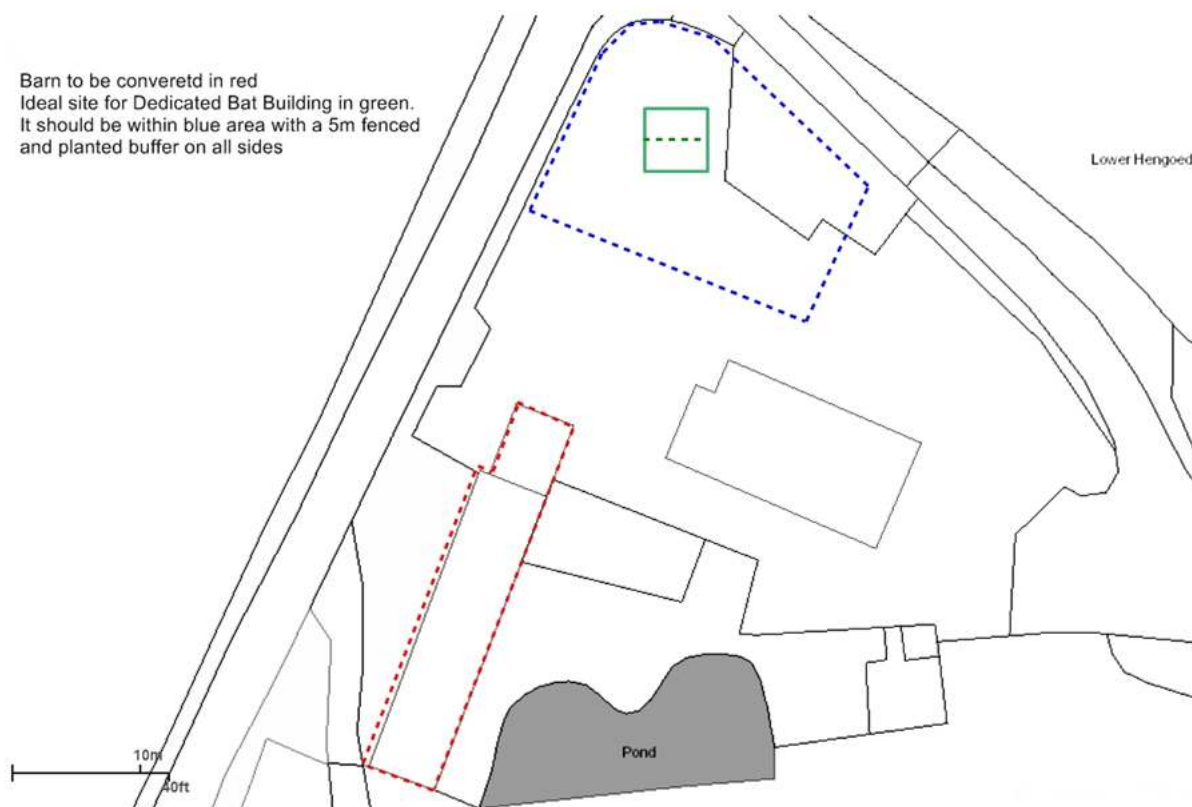 Barn to be converetd in red
Ideal site for Dedicated Bat Building in green.
It should be within blue area with a 5m fenced
and planted buffer on all sides
Lower Hengoed
Pond
10m
40ft